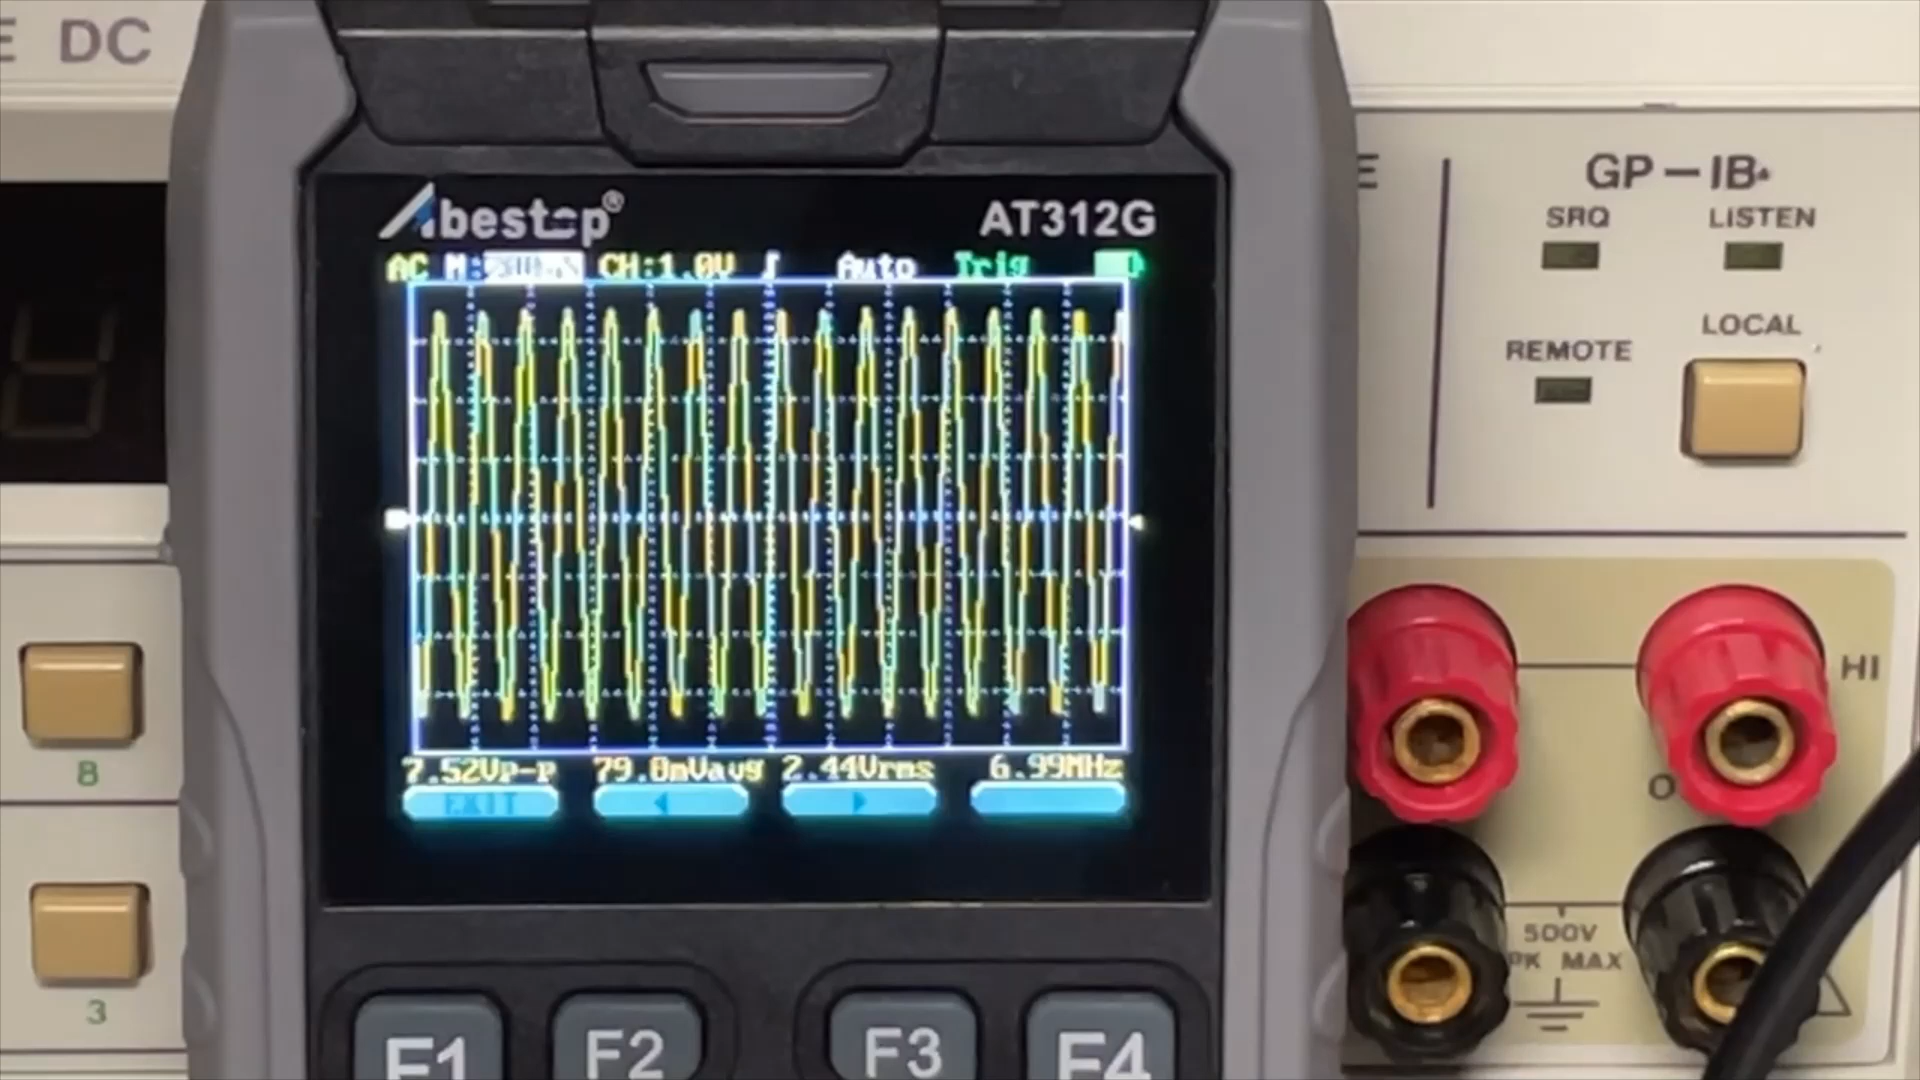 DC
Abestop®
AT312G
AC M: CH:1.0V Auto Trig
7.52Vp-p 79.0mVavg 2.44Vrms 6.99MHz
EXIT
F1 F2 F3 F4
8
3
GP-IB
SRQ LISTEN
REMOTE
LOCAL
HI
500V
PK MAX